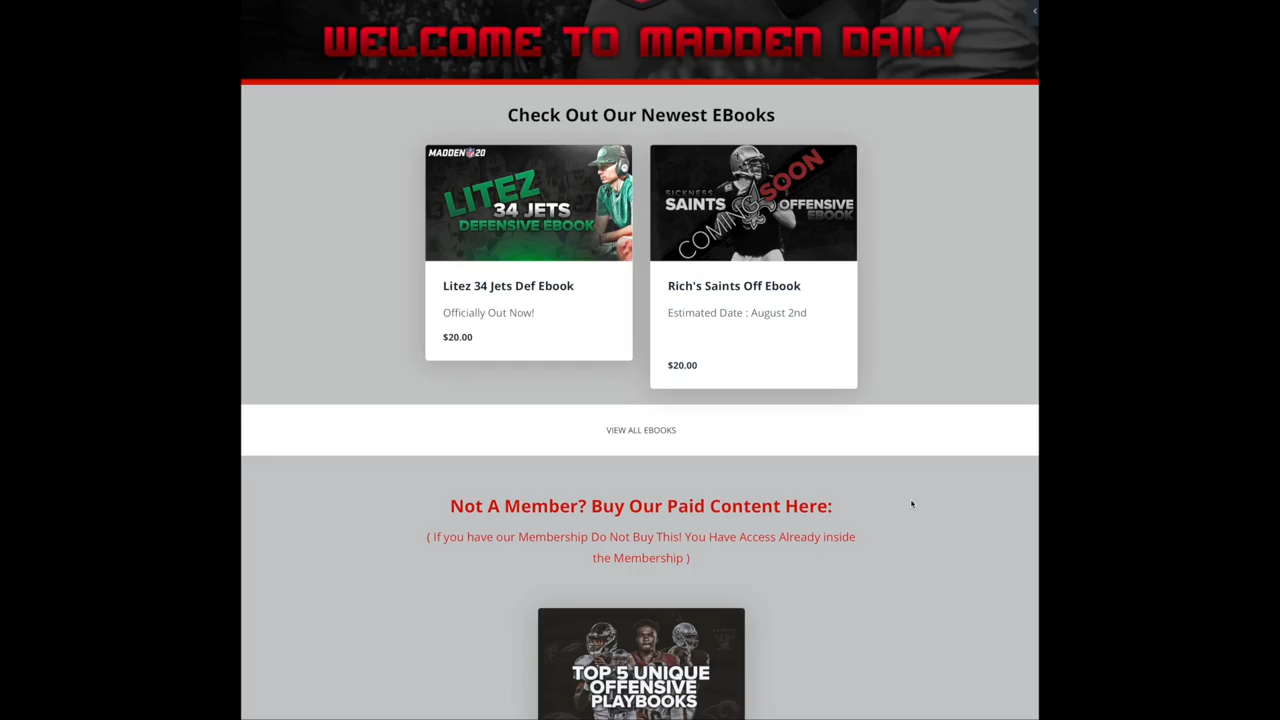 WELCOME TO MADDEN DAILY
Check Out Our Newest EBooks
MADDEN NFL 20
LITEZ
34 JETS
DEFENSIVE EBOOK
SICKNESS
SAINTS OFFENSIVE
EBOOK
COMING SOON
Litez 34 Jets Def Ebook
Officially Out Now!
$20.00
Rich's Saints Off Ebook
Estimated Date : August 2nd
$20.00
VIEW ALL EBOOKS
Not A Member? Buy Our Paid Content Here:
( If you have our Membership Do Not Buy This! You Have Access Already inside
the Membership )
TOP 5 UNIQUE
OFFENSIVE
PLAYBOOKS